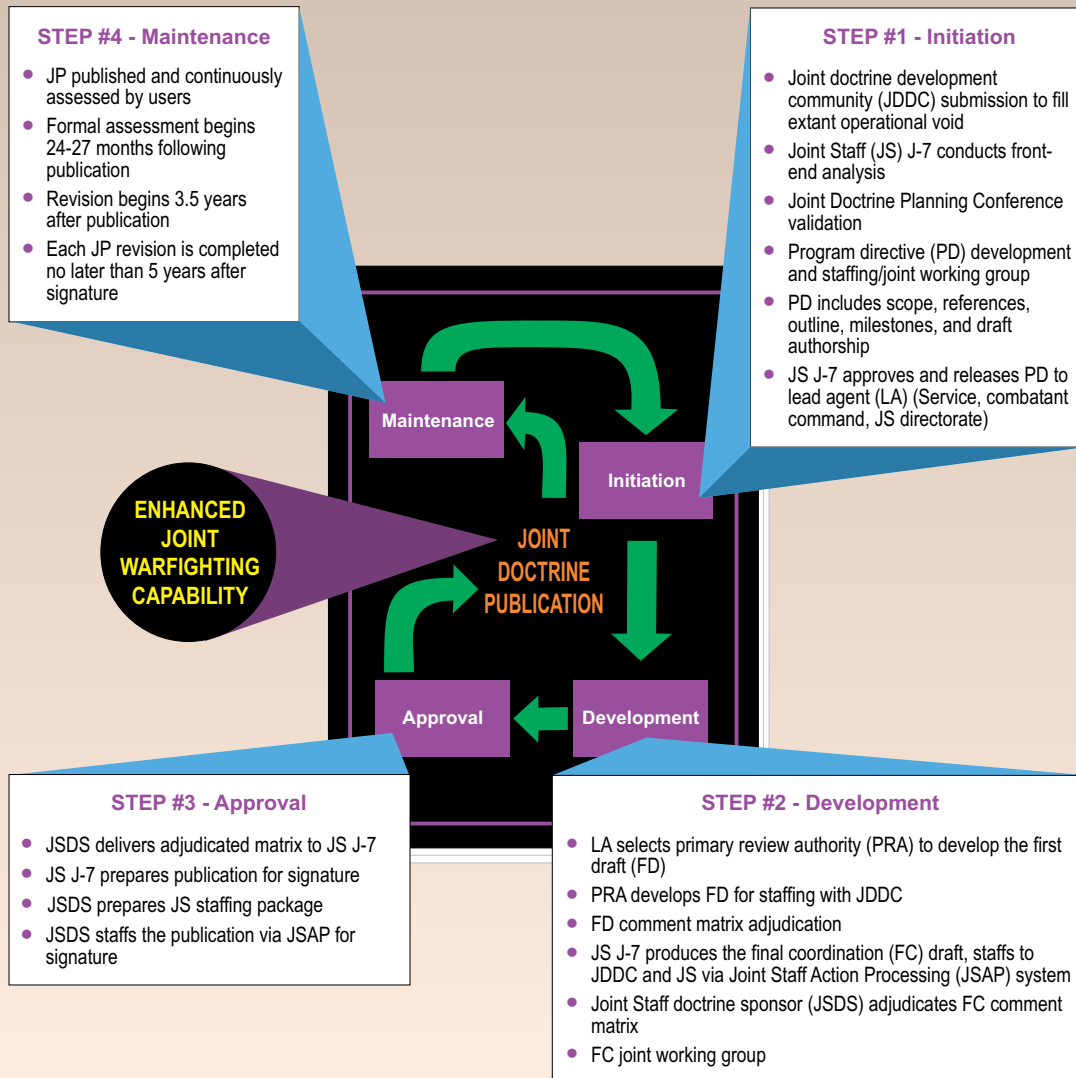 STEP #4 - Maintenance
• JP published and continuously
assessed by users
• Formal assessment begins
24-27 months following
publication
• Revision begins 3.5 years
after publication
• Each JP revision is completed
no later than 5 years after
signature
STEP #1 - Initiation
• Joint doctrine development
community (JDDC) submission to fill
extant operational void
• Joint Staff (JS) J-7 conducts front-
end analysis
• Joint Doctrine Planning Conference
validation
• Program directive (PD) development
and staffing/joint working group
• PD includes scope, references,
outline, milestones, and draft
authorship
• JS J-7 approves and releases PD to
lead agent (LA) (Service, combatant
command, JS directorate)
Maintenance
Initiation
ENHANCED
JOINT
WARFIGHTING
CAPABILITY
JOINT
DOCTRINE
PUBLICATION
Approval
Development
STEP #3 - Approval
• JSDS delivers adjudicated matrix to JS J-7
• JS J-7 prepares publication for signature
• JSDS prepares JS staffing package
• JSDS staffs the publication via JSAP for
signature
STEP #2 - Development
• LA selects primary review authority (PRA) to develop the first
draft (FD)
• PRA develops FD for staffing with JDDC
• FD comment matrix adjudication
• JS J-7 produces the final coordination (FC) draft, staffs to
JDDC and JS via Joint Staff Action Processing (JSAP) system
• Joint Staff doctrine sponsor (JSDS) adjudicates FC comment
matrix
• FC joint working group